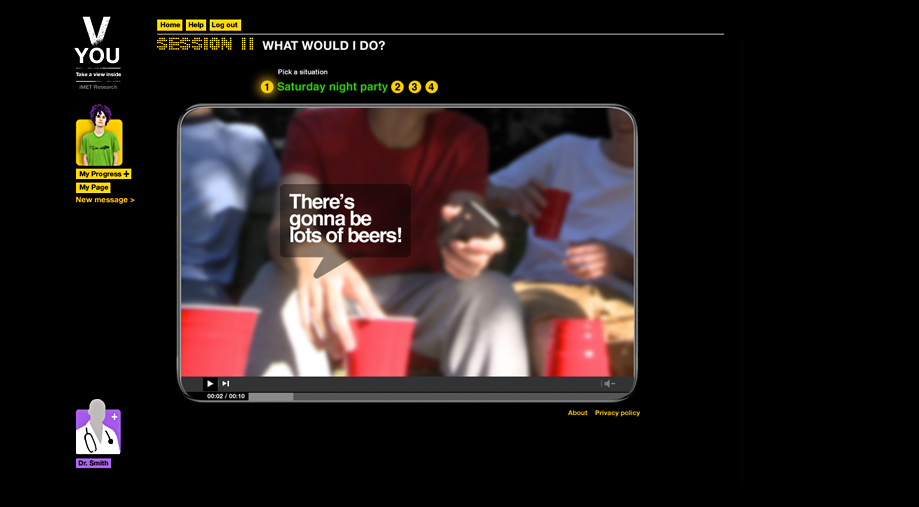 V
YOU
Take a view inside
iMET Research
Home Help Log out
SESSION II WHAT WOULD I DO?
Pick a situation
1 Saturday night party 2 3 4
My Progress +
My Page
New message >
There's
gonna be
lots of beers!
00:02 / 00:10
About Privacy policy
+
Dr. Smith